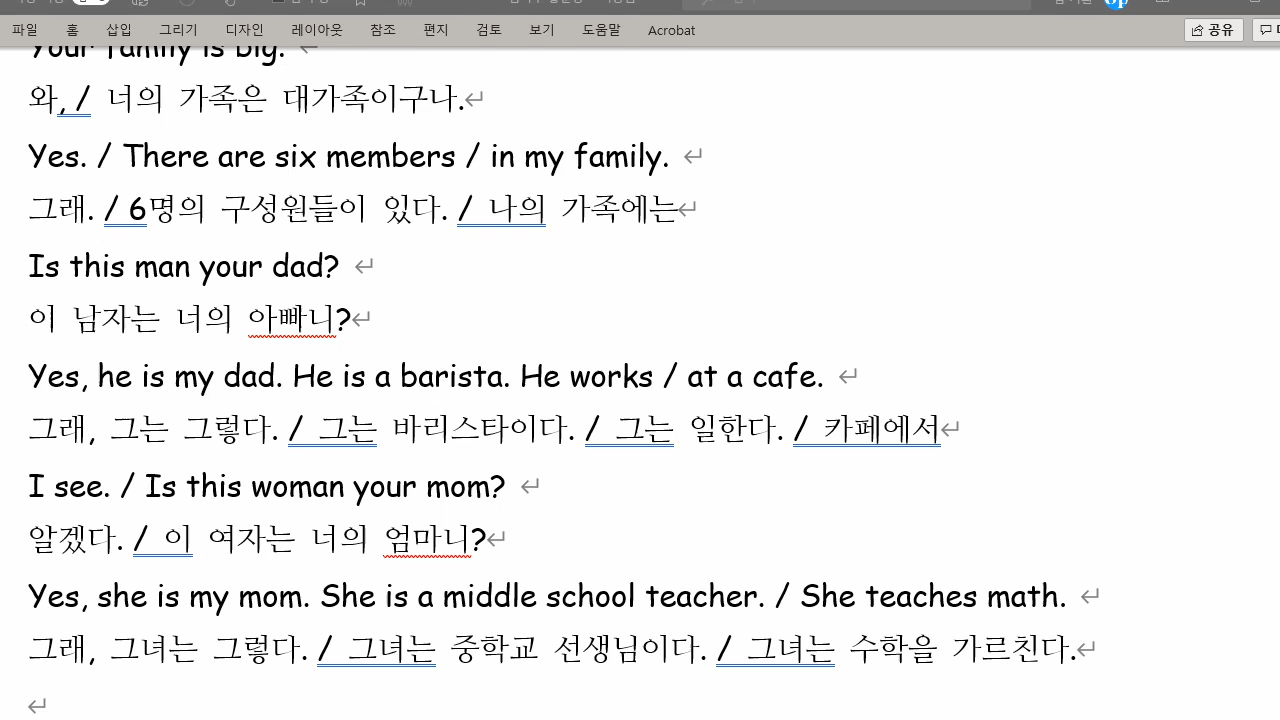 파일 홈 삽입 그리기 디자인 레이아웃 참조 편지 검토 보기 도움말 Acrobat 공유
Your family is big.
와, / 너의 가족은 대가족이구나.
Yes. / There are six members / in my family.
그래. / 6명의 구성원들이 있다. / 나의 가족에는
Is this man your dad?
이 남자는 너의 아빠니?
Yes, he is my dad. He is a barista. He works / at a cafe.
그래, 그는 그렇다. / 그는 바리스타이다. / 그는 일한다. / 카페에서
I see. / Is this woman your mom?
알겠다. / 이 여자는 너의 엄마니?
Yes, she is my mom. She is a middle school teacher. / She teaches math.
그래, 그녀는 그렇다. / 그녀는 중학교 선생님이다. / 그녀는 수학을 가르친다.